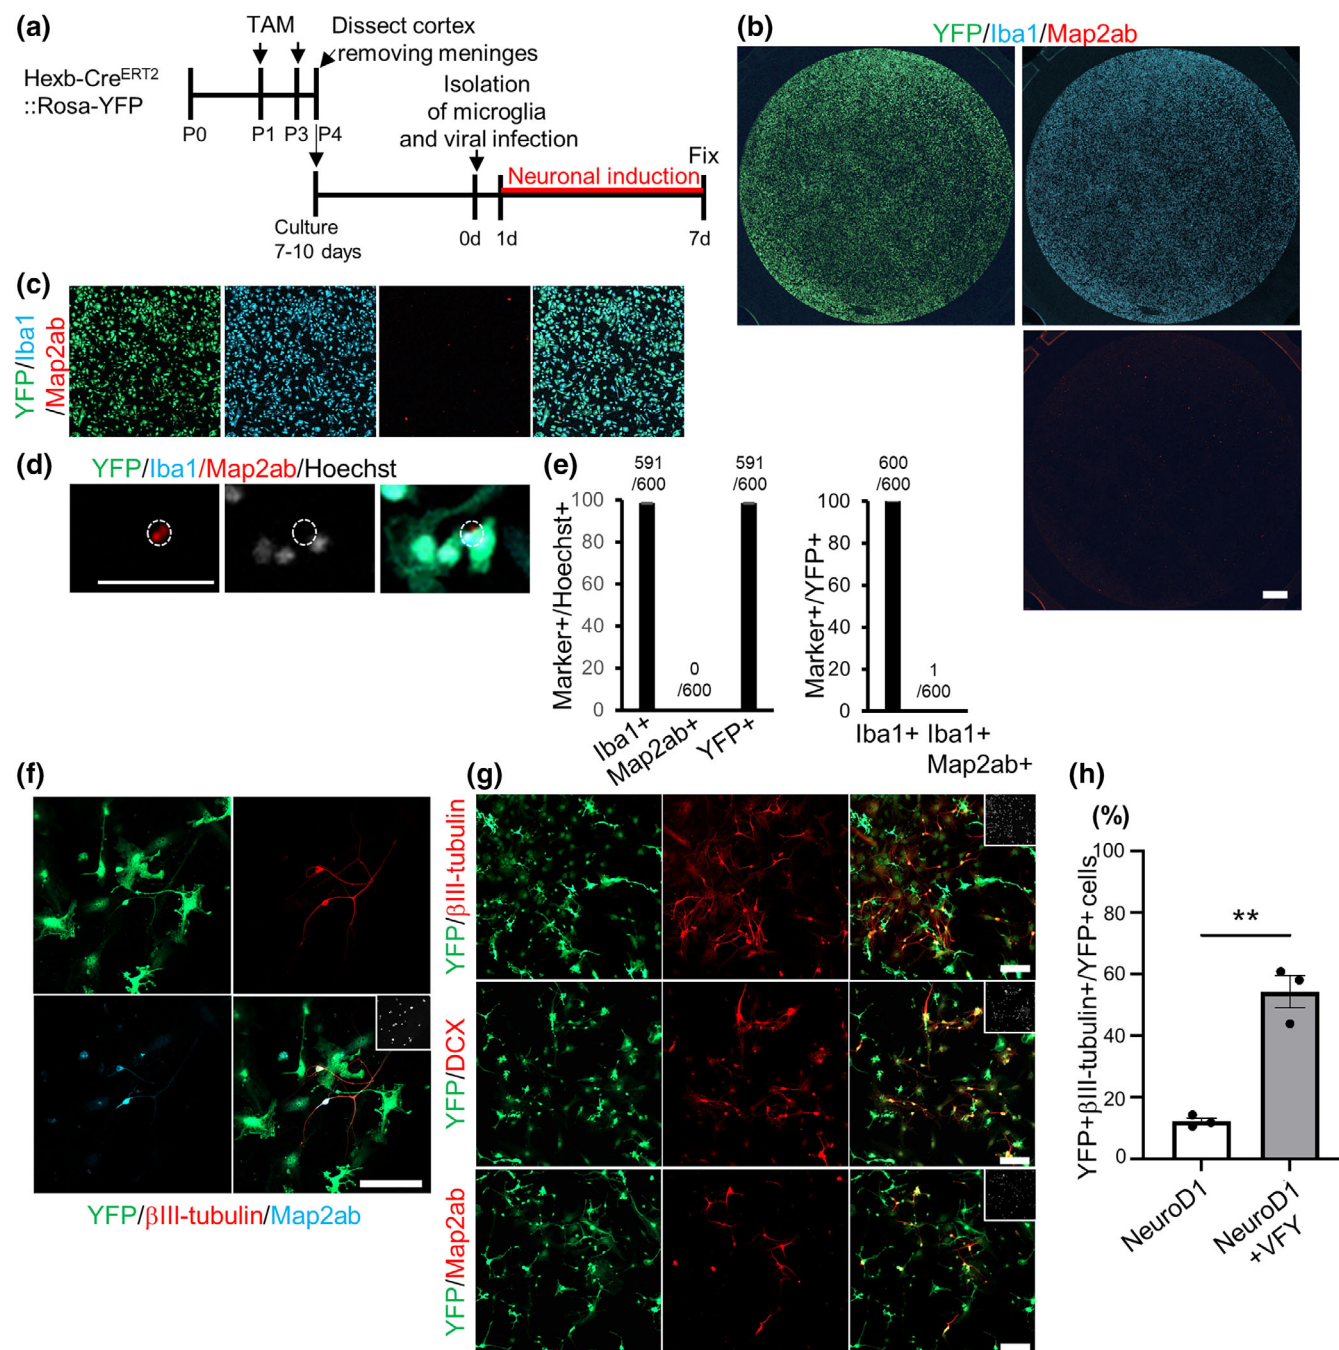 (a)
TAM
Dissect cortex
removing meninges
Hexb-CreERT2
::Rosa-YFP
Isolation
of microglia
and viral infection
P0
P1
P3
P4
Fix
Neuronal induction
Culture
7-10 days
0d
1d
7d
(b)
YFP/Iba1/Map2ab
(c)
YFP/Iba1
/Map2ab
(d)
YFP/Iba1/Map2ab/Hoechst
(e)
591
/600
591
/600
Marker+/Hoechst+
100
80
60
40
20
0
0
/600
Iba1+
Map2ab+
YFP+
600
/600
Marker+/YFP+
100
80
60
40
20
0
1
/600
Iba1+
Iba1+
Map2ab+
(f)
YFP/βIII-tubulin/Map2ab
(g)
YFP/βIII-tubulin
YFP/DCX
YFP/Map2ab
(h)
(%)
YFP+βIII-tubulin+/YFP+ cells
100
80
60
40
20
0
**
NeuroD1
NeuroD1
+VFY